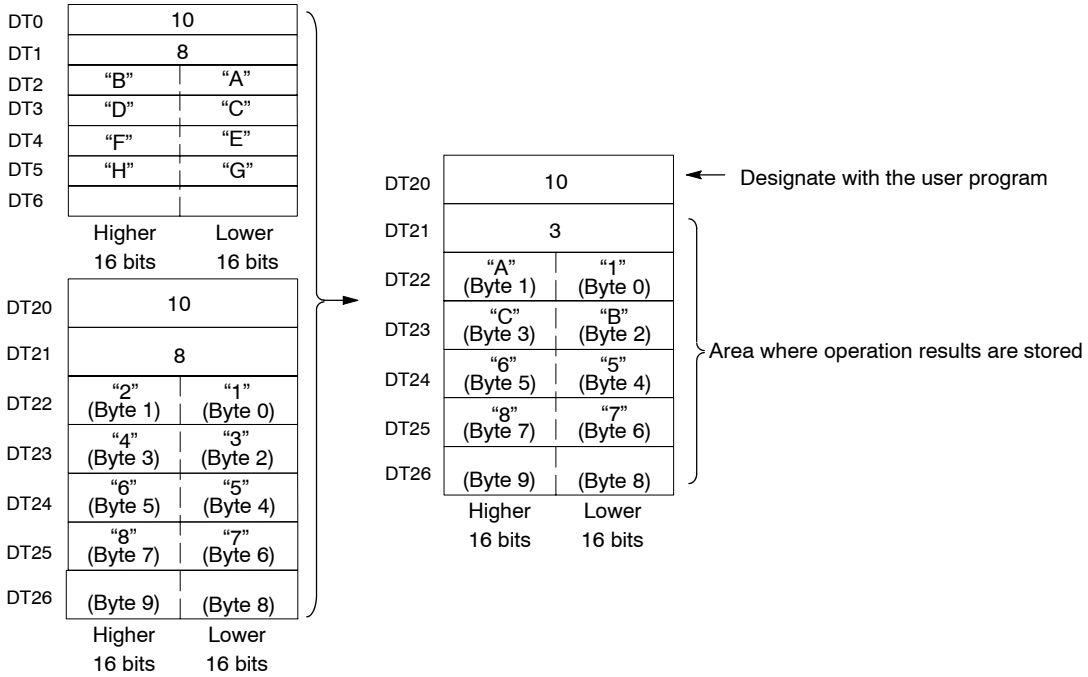 DT0 10
DT1 8
DT2 “B” “A”
DT3 “D” “C”
DT4 “F” “E”
DT5 “H” “G”
DT6
Higher Lower
16 bits 16 bits
DT20 10
DT21 8
DT22 “2” “1”
(Byte 1) (Byte 0)
DT23 “4” “3”
(Byte 3) (Byte 2)
DT24 “6” “5”
(Byte 5) (Byte 4)
DT25 “8” “7”
(Byte 7) (Byte 6)
DT26 (Byte 9) (Byte 8)
Higher Lower
16 bits 16 bits
DT20 10 Designate with the user program
DT21 3
DT22 “A” “1”
(Byte 1) (Byte 0)
DT23 “C” “B”
(Byte 3) (Byte 2)
Area where operation results are stored
DT24 “6” “5”
(Byte 5) (Byte 4)
DT25 “8” “7”
(Byte 7) (Byte 6)
DT26 (Byte 9) (Byte 8)
Higher Lower
16 bits 16 bits